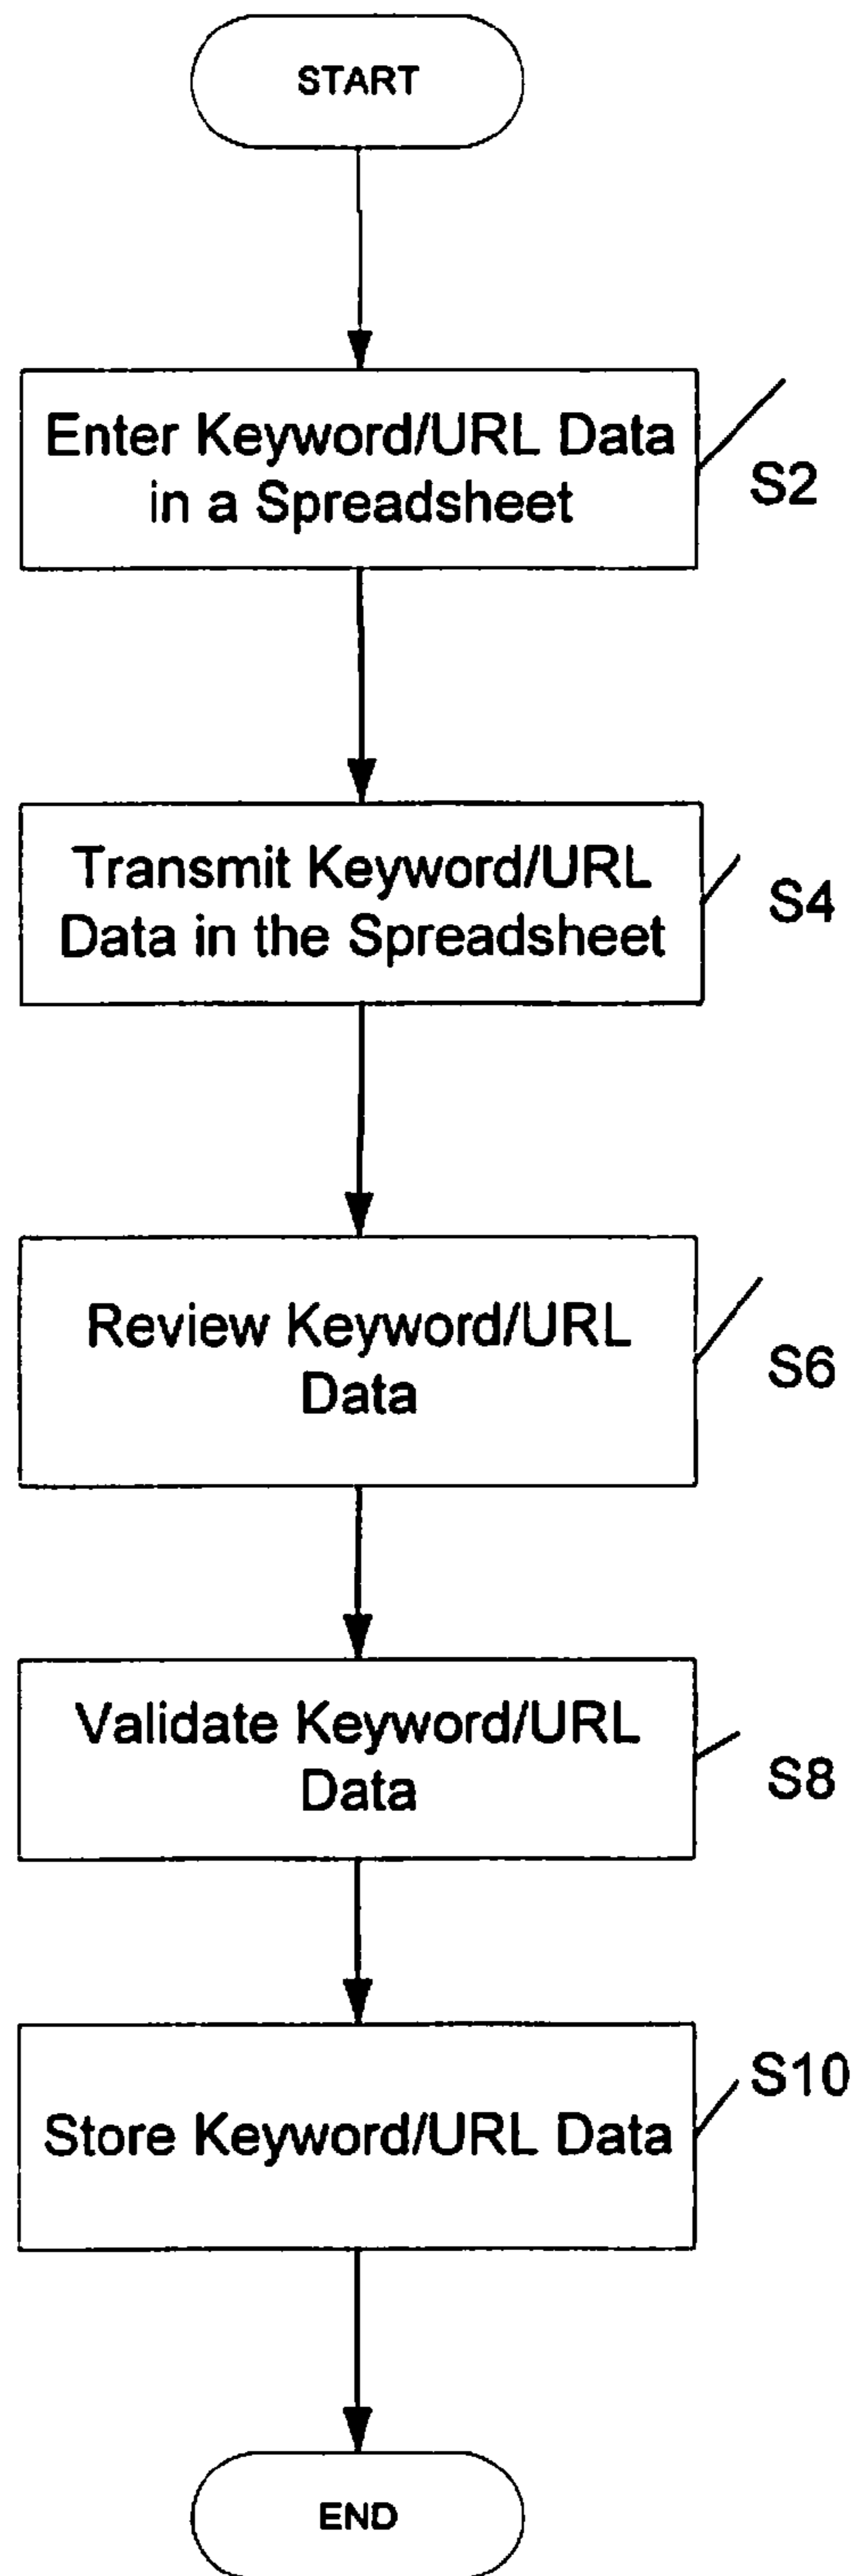 START
Enter Keyword/URL Data
in a Spreadsheet
S2
Transmit Keyword/URL
Data in the Spreadsheet
S4
Review Keyword/URL
Data
S6
Validate Keyword/URL
Data
S8
Store Keyword/URL Data
S10
END